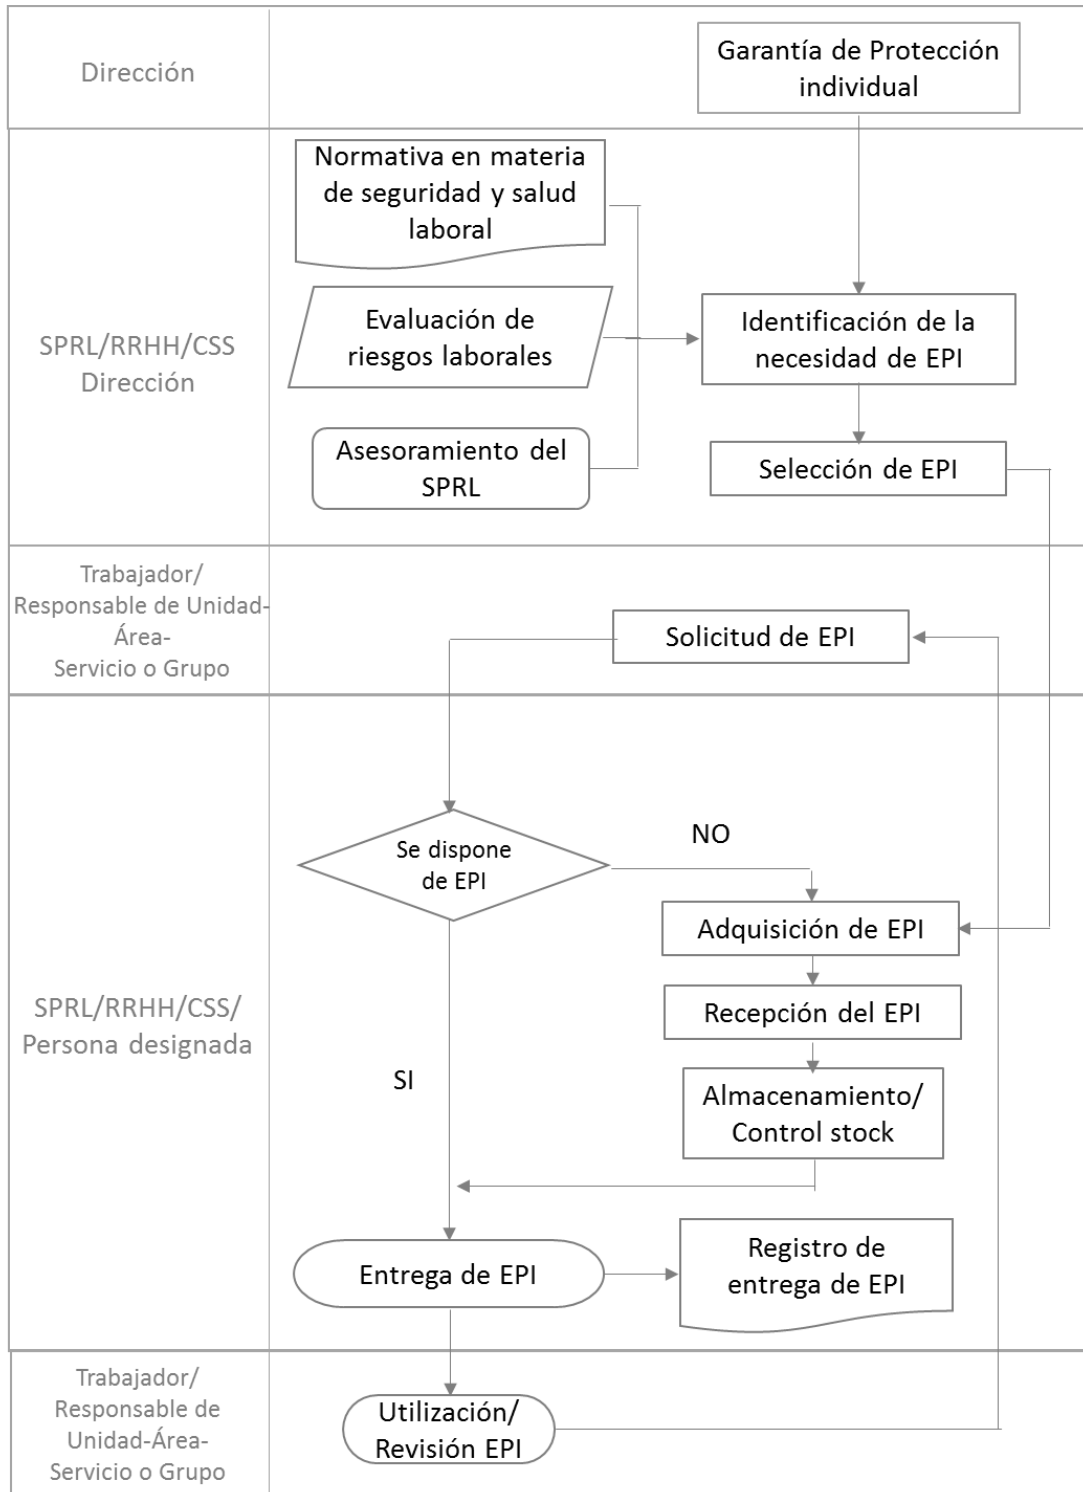 Dirección
Garantía de Protección
individual
SPRL/RRHH/CSS
Dirección
Normativa en materia
de seguridad y salud
laboral
Evaluación de
riesgos laborales
Asesoramiento del
SPRL
Identificación de la
necesidad de EPI
Selección de EPI
Trabajador/
Responsable de Unidad-
Área-
Servicio o Grupo
Solicitud de EPI
SPRL/RRHH/CSS/
Persona designada
Se dispone
de EPI
NO
SI
Adquisición de EPI
Recepción del EPI
Almacenamiento/
Control stock
Entrega de EPI
Registro de
entrega de EPI
Trabajador/
Responsable de
Unidad-Área-
Servicio o Grupo
Utilización/
Revisión EPI